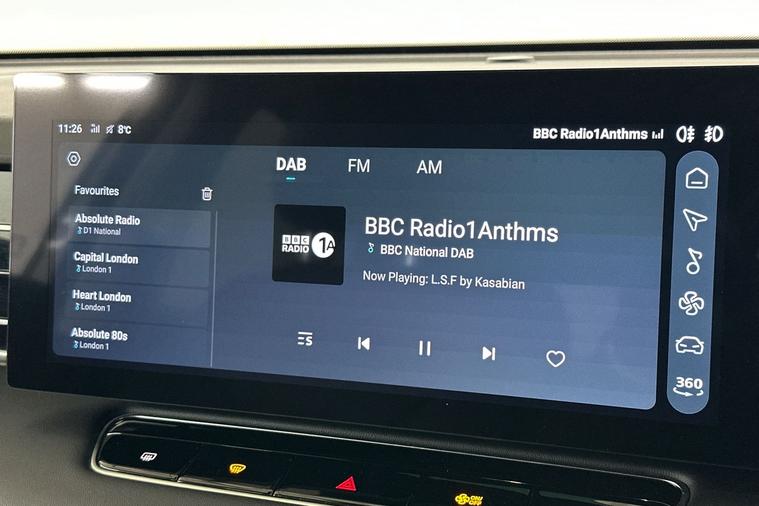 11:26 8°C
BBC Radio1Anthms
DAB FM AM
Favourites
Absolute Radio
D1 National
Capital London
London 1
Heart London
London 1
Absolute 80s
London 1
BBC
RADIO
1A
BBC Radio1Anthms
BBC National DAB
Now Playing: L.S.F by Kasabian
S
360
ON/
OFF